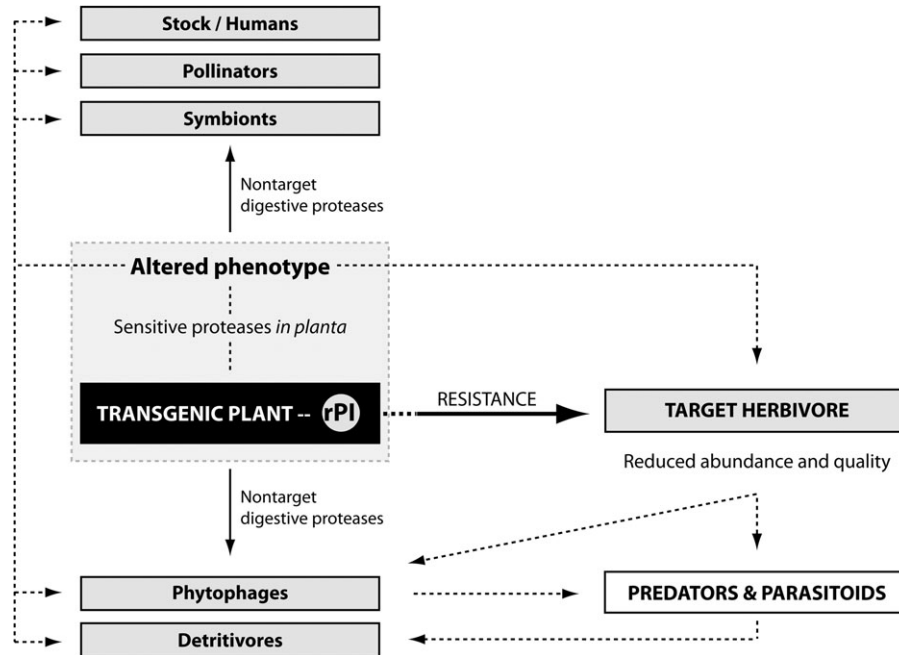 Stock / Humans
Pollinators
Symbionts
Nontarget
digestive proteases
Altered phenotype
Sensitive proteases in planta
TRANSGENIC PLANT -- rPI
RESISTANCE
TARGET HERBIVORE
Reduced abundance and quality
Nontarget
digestive proteases
Phytophages
PREDATORS & PARASITOIDS
Detritivores